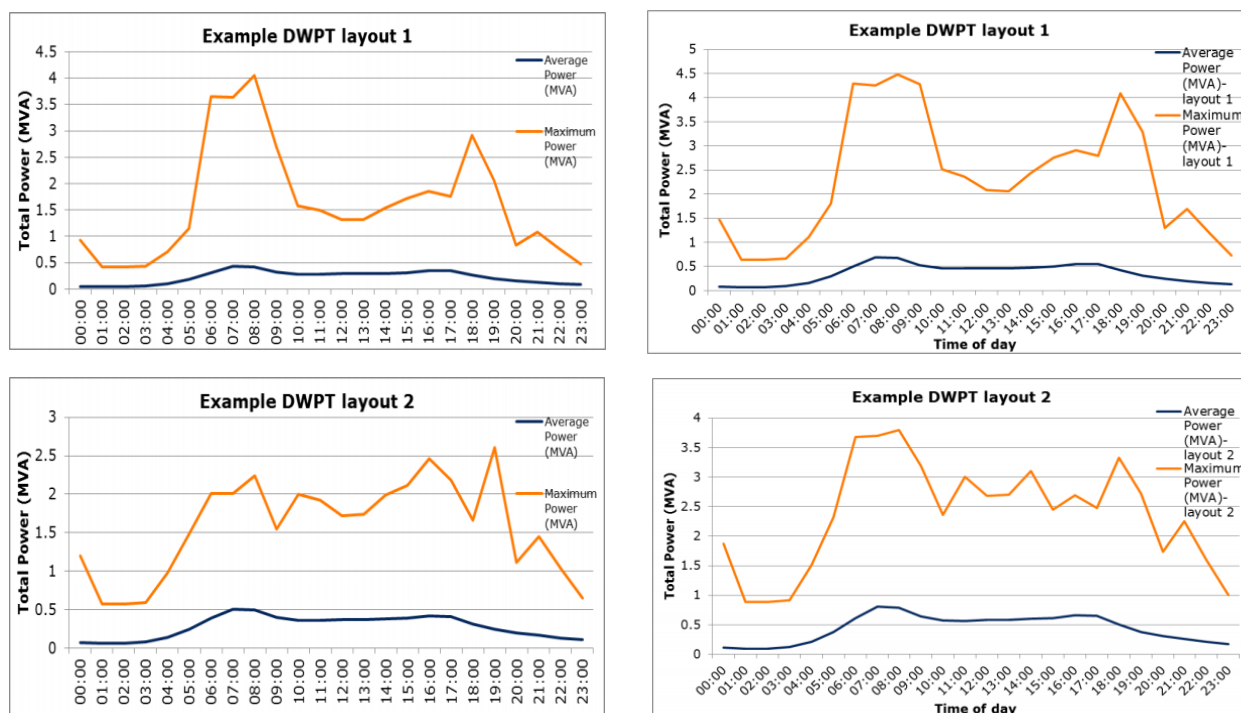 Example DWPT layout 1
4.5
4
3.5
3
2.5
2
1.5
1
0.5
0
Total Power (MVA)
Average
Power
(MVA)
Maximum
Power
(MVA)
00:00 01:00 02:00 03:00 04:00 05:00 06:00 07:00 08:00 09:00 10:00 11:00 12:00 13:00 14:00 15:00 16:00 17:00 18:00 19:00 20:00 21:00 22:00 23:00
Example DWPT layout 1
5
4.5
4
3.5
3
2.5
2
1.5
1
0.5
0
Total Power (MVA)
Average
Power
(MVA)-
layout 1
Maximum
Power
(MVA)-
layout 1
00:00 01:00 02:00 03:00 04:00 05:00 06:00 07:00 08:00 09:00 10:00 11:00 12:00 13:00 14:00 15:00 16:00 17:00 18:00 19:00 20:00 21:00 22:00 23:00
Time of day
Example DWPT layout 2
3
2.5
2
1.5
1
0.5
0
Total Power (MVA)
Average
Power
(MVA)
Maximum
Power
(MVA)
00:00 01:00 02:00 03:00 04:00 05:00 06:00 07:00 08:00 09:00 10:00 11:00 12:00 13:00 14:00 15:00 16:00 17:00 18:00 19:00 20:00 21:00 22:00 23:00
Example DWPT layout 2
4
3.5
3
2.5
2
1.5
1
0.5
0
Total Power (MVA)
Average
Power
(MVA)-
layout 2
Maximum
Power
(MVA)-
layout 2
00:00 01:00 02:00 03:00 04:00 05:00 06:00 07:00 08:00 09:00 10:00 11:00 12:00 13:00 14:00 15:00 16:00 17:00 18:00 19:00 20:00 21:00 22:00 23:00
Time of day